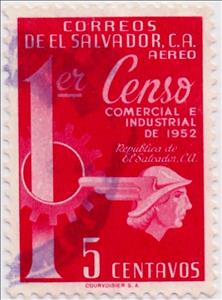 CORREOS
DE EL SALVADOR, C.A.
AEREO
1er Censo
COMERCIAL E
INDUSTRIAL
DE 1952
República de
El Salvador, C.A.
5 CENTAVOS
COURVOISIER S.A.